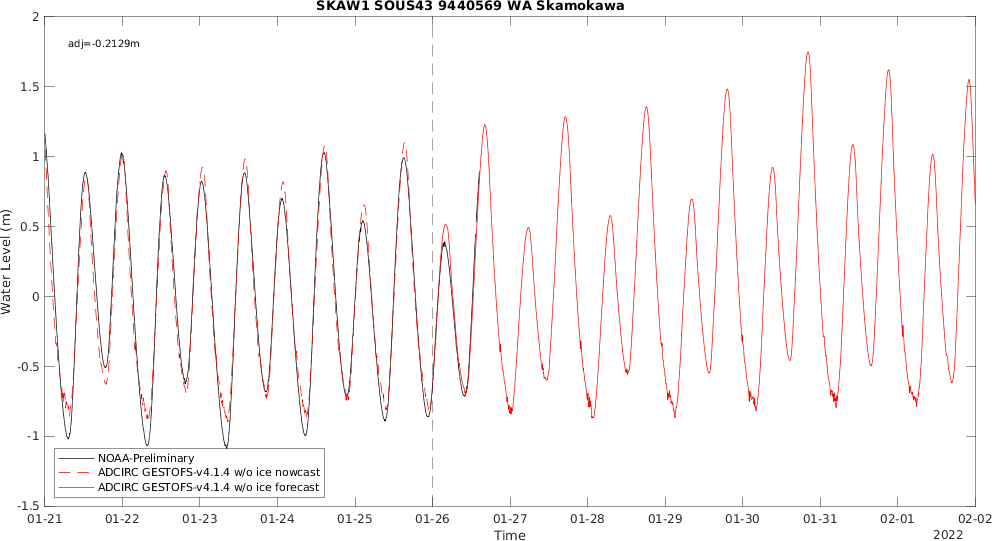 SKAW1 SOUS43 9440569 WA Skamokawa
adj=-0.2129m
Water Level (m)
2
1.5
1
0.5
0
-0.5
-1
-1.5
NOAA-Preliminary
ADCIRC GESTOFS-v4.1.4 w/o ice nowcast
ADCIRC GESTOFS-v4.1.4 w/o ice forecast
01-21 01-22 01-23 01-24 01-25 01-26 01-27 01-28 01-29 01-30 01-31 02-01 02-02
Time
2022